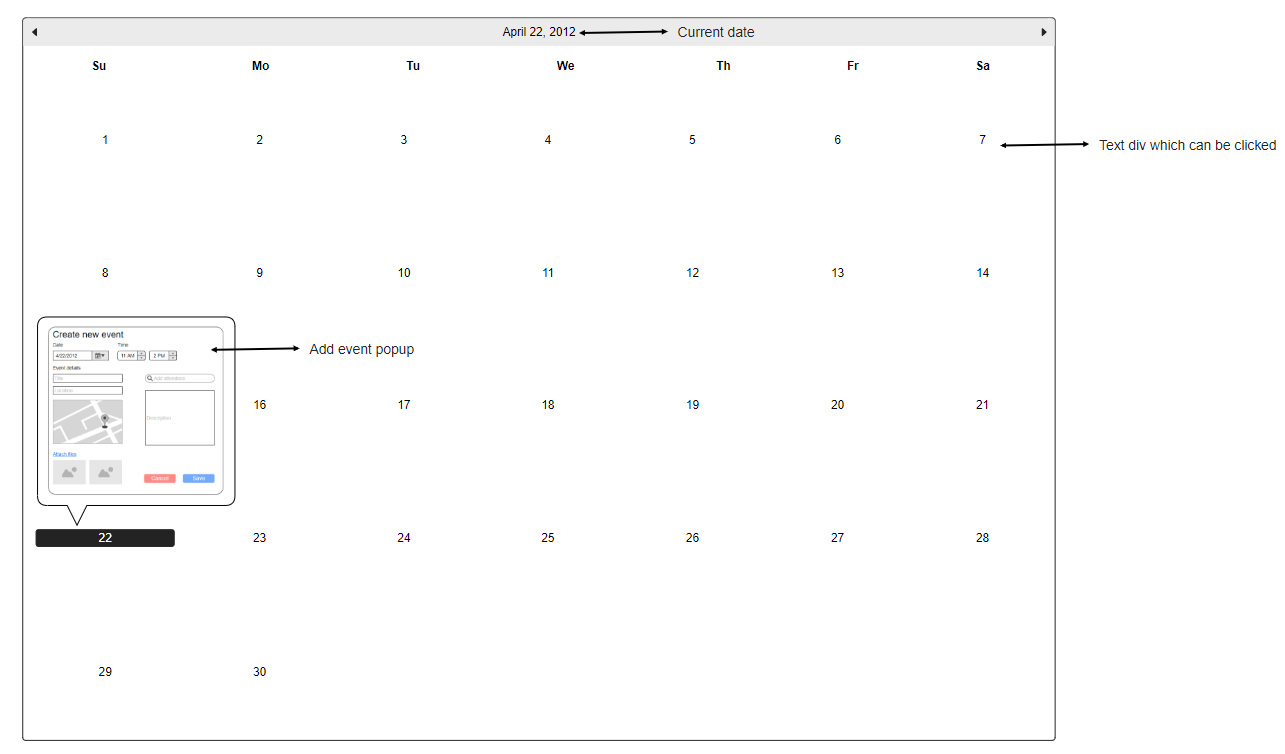 April 22, 2012
Current date
Su Mo Tu We Th Fr Sa
1 2 3 4 5 6 7
Text div which can be clicked
8 9 10 11 12 13 14
Create new event
Date Time
4/22/2012 11 AM 2 PM
Add event popup
Event details
Title Add attendees
Location
Description
16 17 18 19 20 21
Attach files
Cancel Save
22 23 24 25 26 27 28
29 30